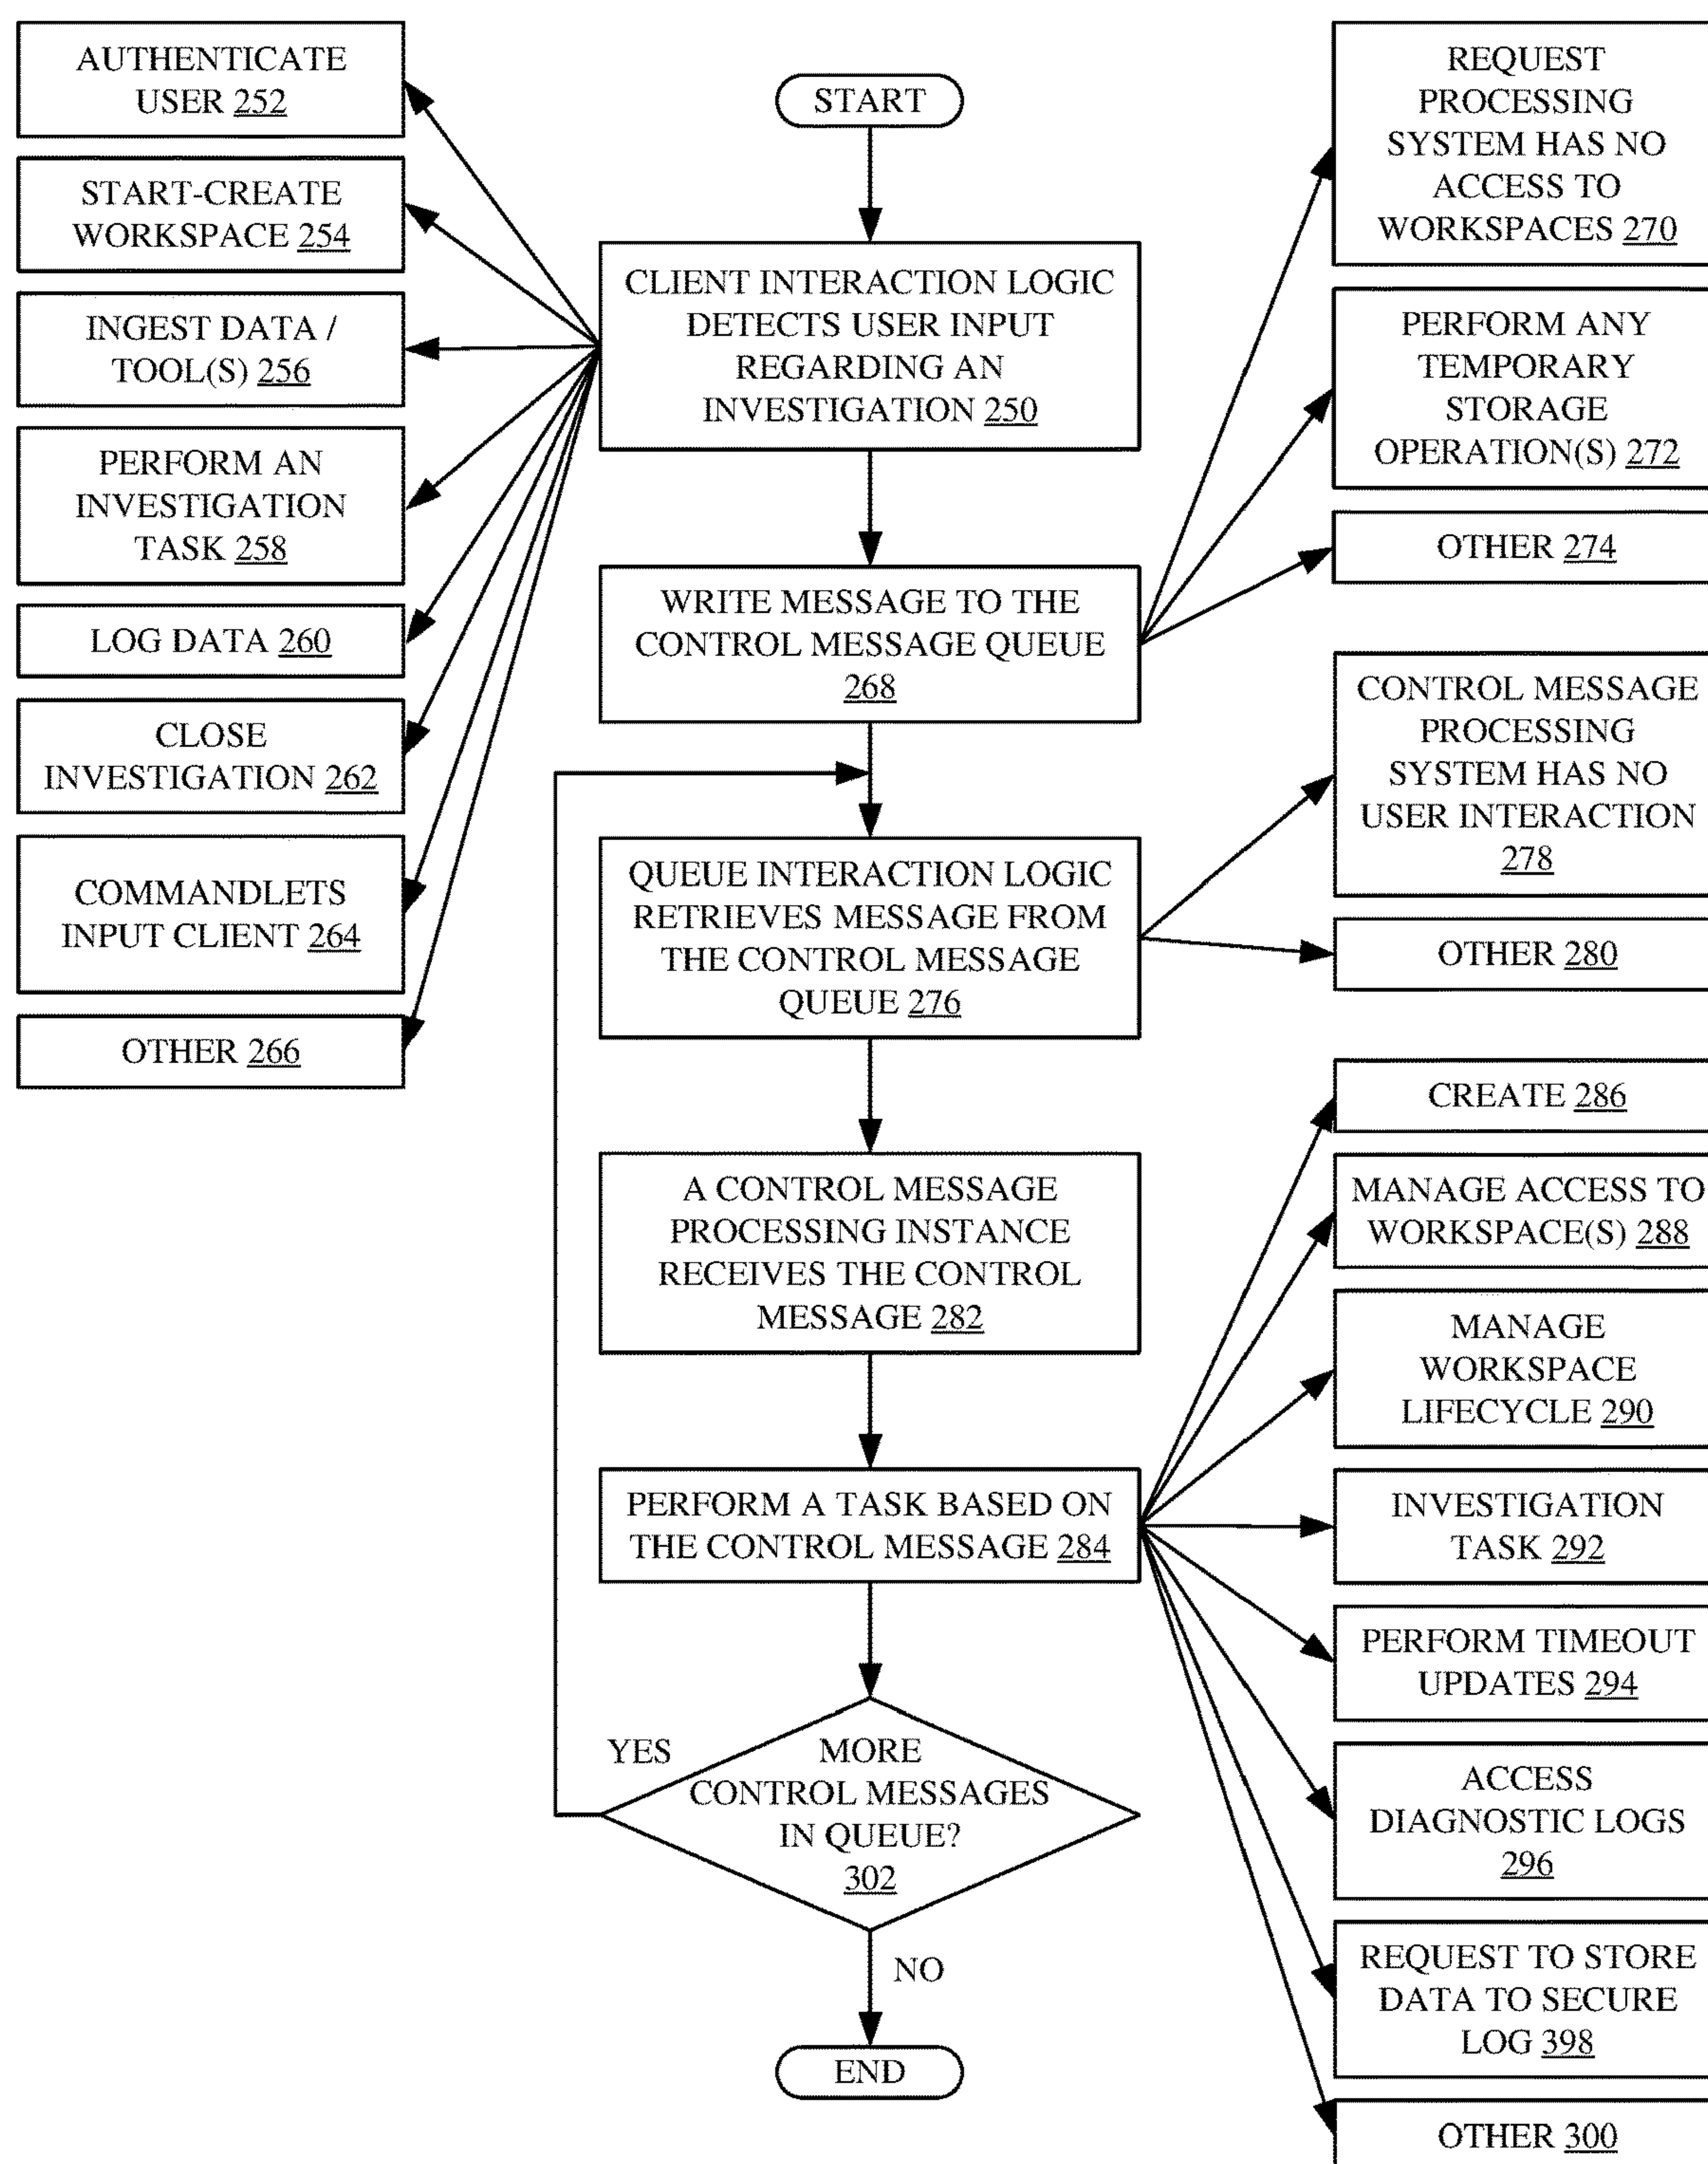 AUTHENTICATE
USER 252
START-CREATE
WORKSPACE 254
INGEST DATA /
TOOL(S) 256
PERFORM AN
INVESTIGATION
TASK 258
LOG DATA 260
CLOSE
INVESTIGATION 262
COMMANDLETS
INPUT CLIENT 264
OTHER 266
START
CLIENT INTERACTION LOGIC
DETECTS USER INPUT
REGARDING AN
INVESTIGATION 250
WRITE MESSAGE TO THE
CONTROL MESSAGE QUEUE
268
QUEUE INTERACTION LOGIC
RETRIEVES MESSAGE FROM
THE CONTROL MESSAGE
QUEUE 276
A CONTROL MESSAGE
PROCESSING INSTANCE
RECEIVES THE CONTROL
MESSAGE 282
PERFORM A TASK BASED ON
THE CONTROL MESSAGE 284
YES
MORE
CONTROL MESSAGES
IN QUEUE?
302
NO
END
REQUEST
PROCESSING
SYSTEM HAS NO
ACCESS TO
WORKSPACES 270
PERFORM ANY
TEMPORARY
STORAGE
OPERATION(S) 272
OTHER 274
CONTROL MESSAGE
PROCESSING
SYSTEM HAS NO
USER INTERACTION
278
OTHER 280
CREATE 286
MANAGE ACCESS TO
WORKSPACE(S) 288
MANAGE
WORKSPACE
LIFECYCLE 290
INVESTIGATION
TASK 292
PERFORM TIMEOUT
UPDATES 294
ACCESS
DIAGNOSTIC LOGS
296
REQUEST TO STORE
DATA TO SECURE
LOG 398
OTHER 300